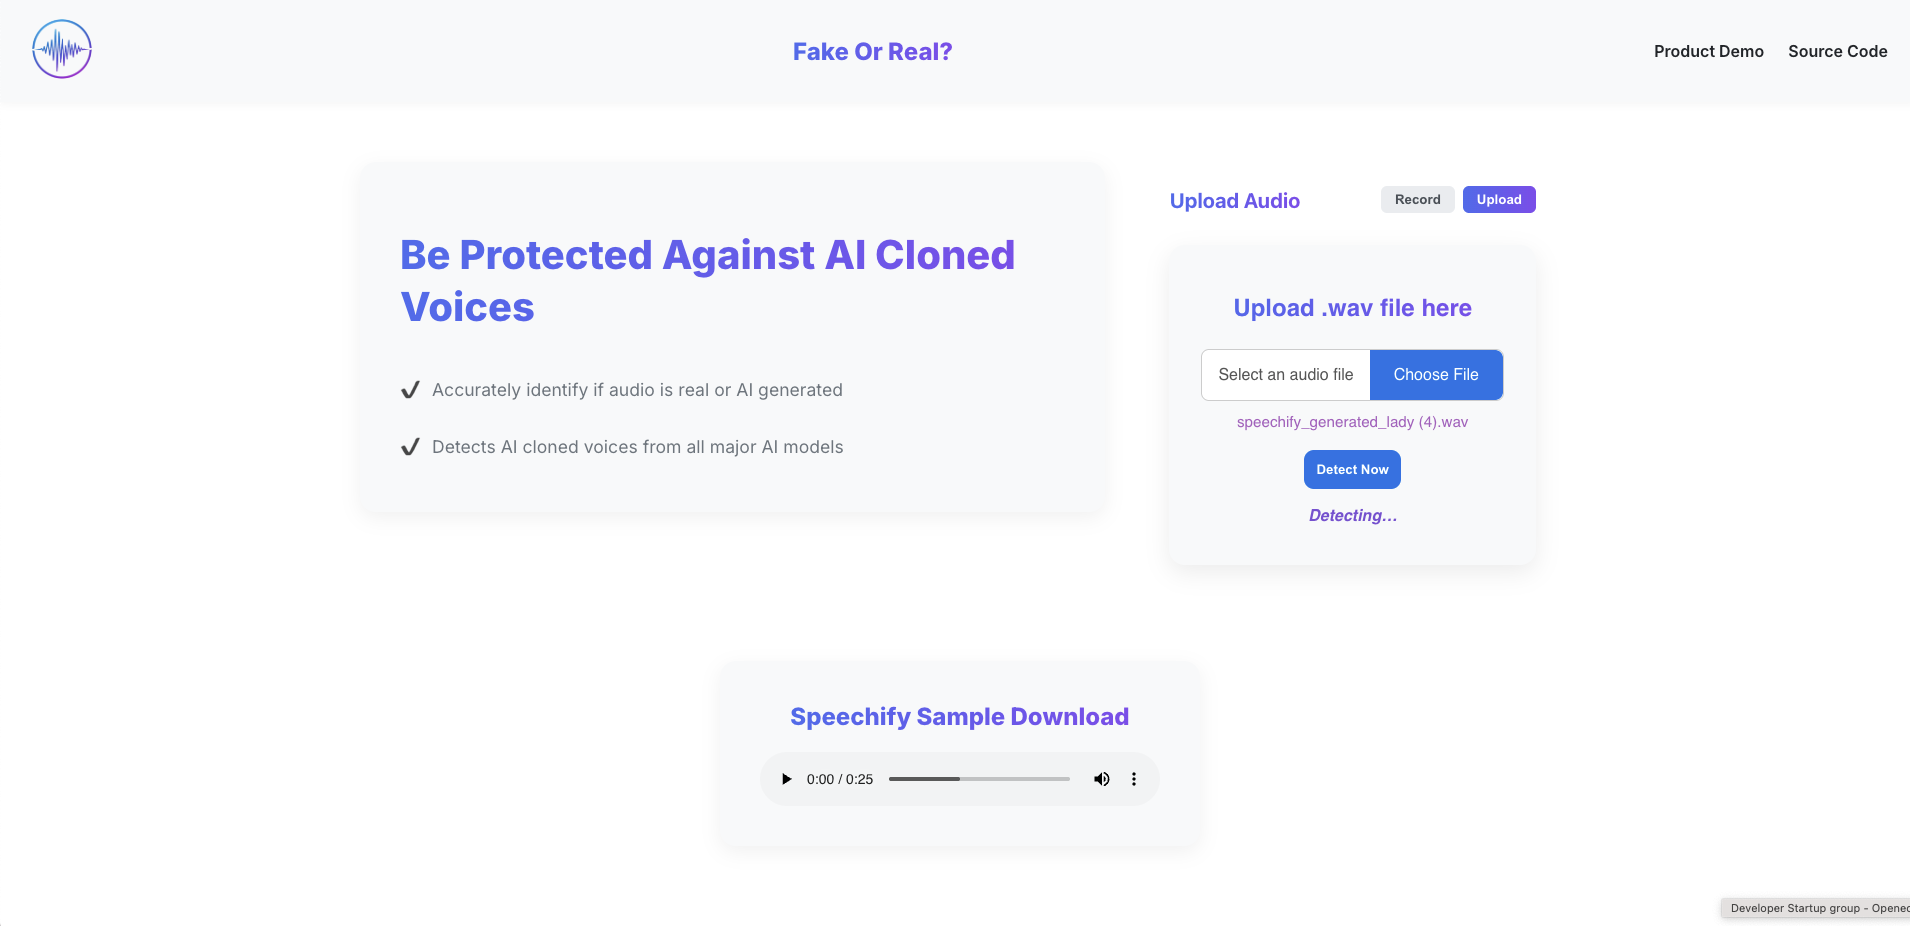 Fake Or Real?
Product Demo
Source Code
Be Protected Against AI Cloned
Voices
Accurately identify if audio is real or AI generated
Detects AI cloned voices from all major AI models
Upload Audio
Record
Upload
Upload .wav file here
Select an audio file
Choose File
speechify_generated_lady (4).wav
Detect Now
Detecting...
Speechify Sample Download
0:00 / 0:25
Developer Startup group - Opened